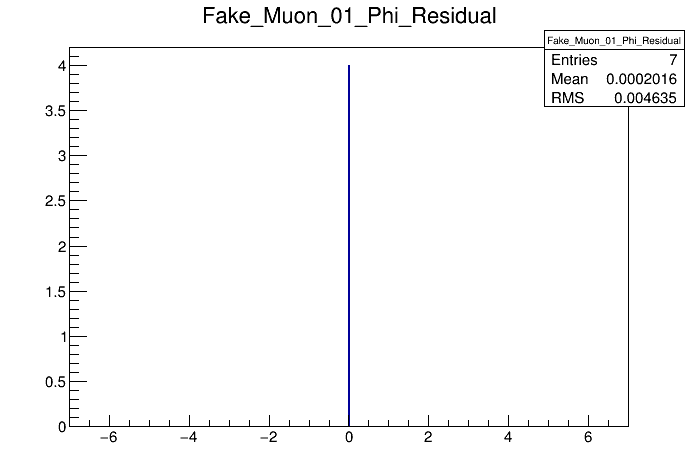 Fake_Muon_01_Phi_Residual
Fake_Muon_01_Phi_Residual
Entries 7
Mean 0.0002016
RMS 0.004635
4
3.5
3
2.5
2
1.5
1
0.5
0
−6 −4 −2 0 2 4 6